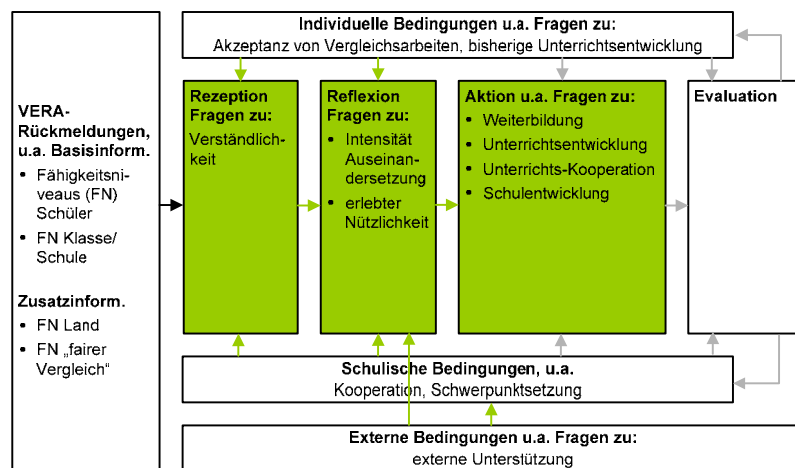 Individuelle Bedingungen u.a. Fragen zu:
Akzeptanz von Vergleichsarbeiten, bisherige Unterrichtsentwicklung
VERA-
Rückmeldungen,
u.a. Basisinform.
• Fähigkeitsni-
veaus (FN)
Schüler
• FN Klasse/
Schule
Zusatzinform.
• FN Land
• FN „fairer
Vergleich“
Rezeption
Fragen zu:
Verständlich-
keit
Reflexion
Fragen zu:
• Intensität
Auseinan-
dersetzung
• erlebter
Nützlichkeit
Aktion u.a. Fragen zu:
• Weiterbildung
• Unterrichtsentwicklung
• Unterrichts-Kooperation
• Schulentwicklung
Evaluation
Schulische Bedingungen, u.a.
Kooperation, Schwerpunktsetzung
Externe Bedingungen u.a. Fragen zu:
externe Unterstützung